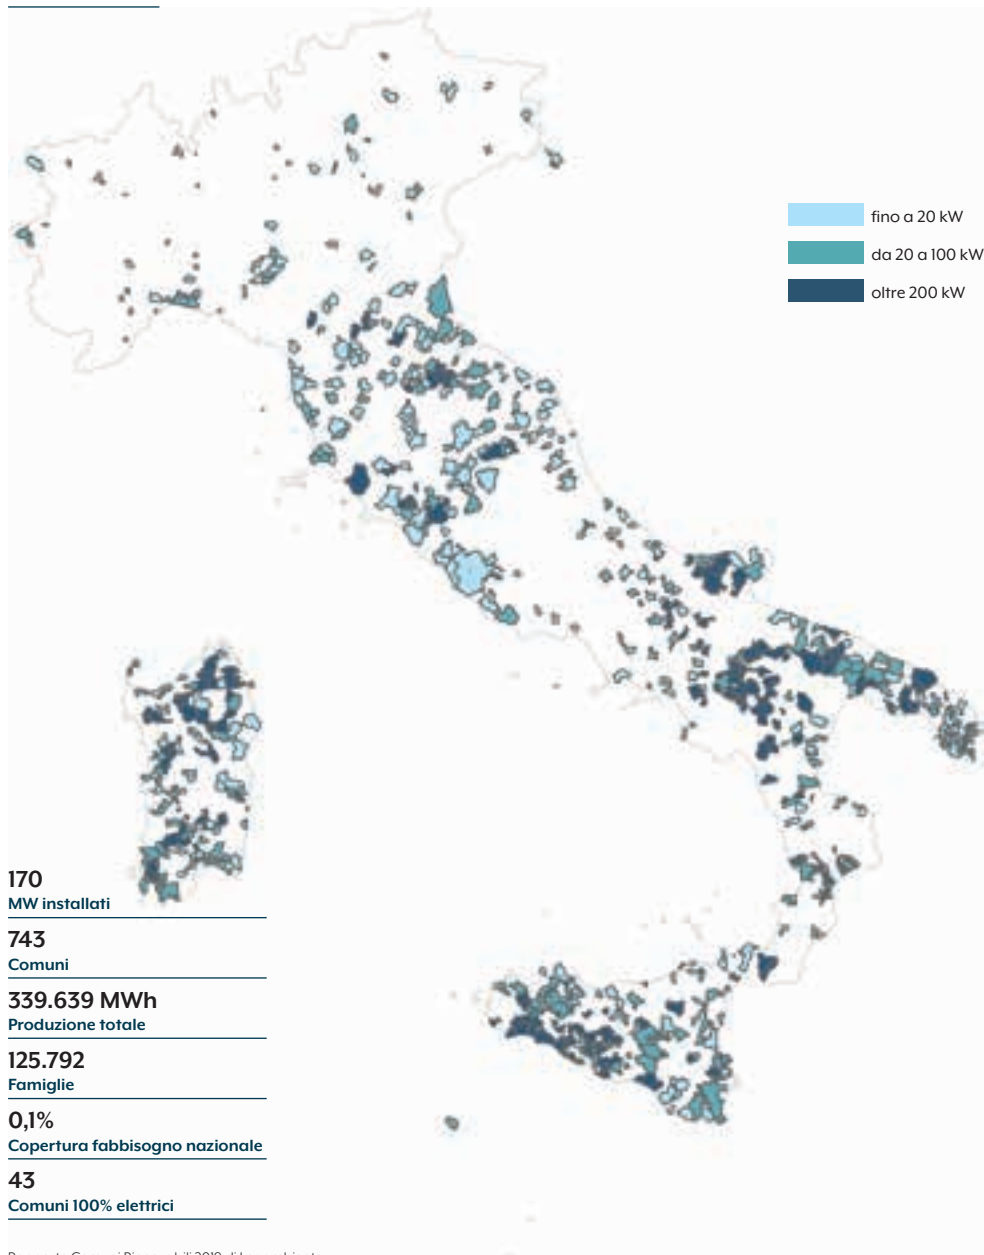 fino a 20 kW
da 20 a 100 kW
oltre 200 kW
170
MW installati
743
Comuni
339.639 MWh
Produzione totale
125.792
Famiglie
0,1%
Copertura fabbisogno nazionale
43
Comuni 100% elettrici